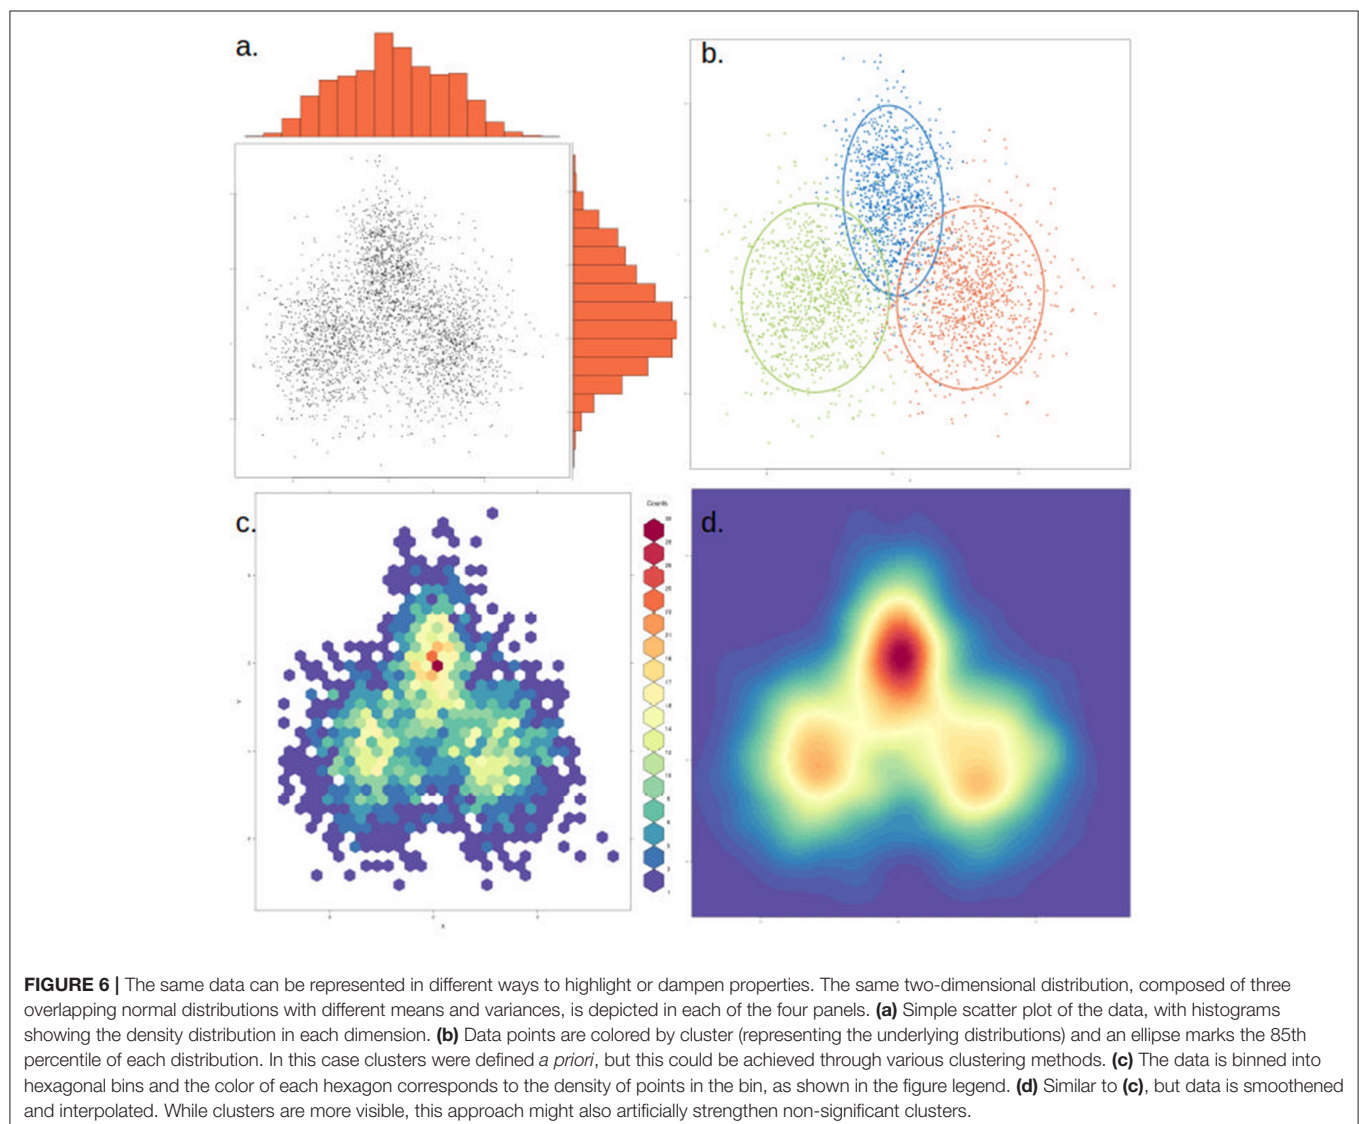 a.
b.
c.
Counts
d.
Y
X
FIGURE 6 | The same data can be represented in different ways to highlight or dampen properties. The same two-dimensional distribution, composed of three
overlapping normal distributions with different means and variances, is depicted in each of the four panels. (a) Simple scatter plot of the data, with histograms
showing the density distribution in each dimension. (b) Data points are colored by cluster (representing the underlying distributions) and an ellipse marks the 85th
percentile of each distribution. In this case clusters were defined a priori, but this could be achieved through various clustering methods. (c) The data is binned into
hexagonal bins and the color of each hexagon corresponds to the density of points in the bin, as shown in the figure legend. (d) Similar to (c), but data is smoothened
and interpolated. While clusters are more visible, this approach might also artificially strengthen non-significant clusters.